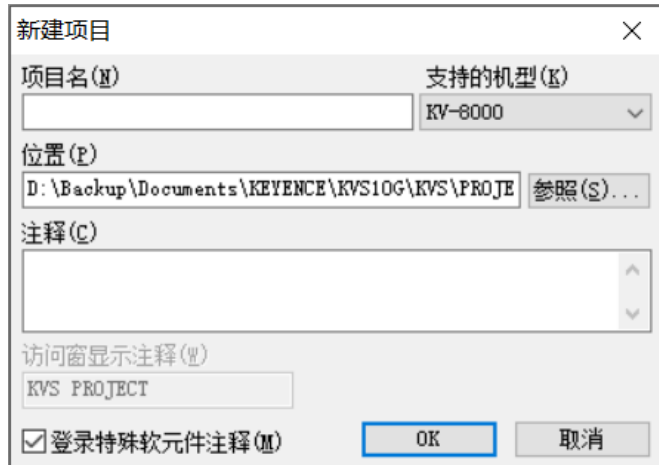 新建项目
项目名(N) 支持的机型(K)
KV-8000
位置(P)
D:\Backup\Documents\KEYENCE\KVS10G\KVS\PROJE 参照(S)...
注释(C)
访问窗显示注释(W)
KVS PROJECT
登录特殊软元件注释(M) OK 取消